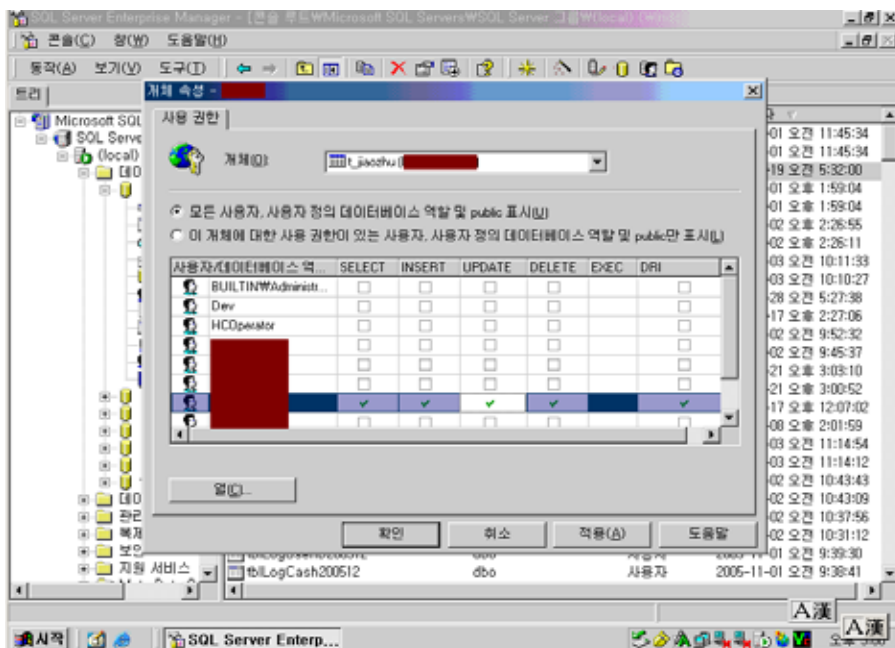 SQL Server Enterprise Manager - [콘솔 루트₩Microsoft SQL Servers₩SQL Server 그룹₩(local)
콘솔(C) 창(W) 도움말(H)
동작(A) 보기(V) 도구(T)
트리
Microsoft SQL
SQL Serve
(local)
개체 속성 -
사용 권한
개체(O):
t_jiaozhu (
모든 사용자, 사용자 정의 데이터베이스 역할 및 public 표시(U)
이 개체에 대한 사용 권한이 있는 사용자, 사용자 정의 데이터베이스 역할 및 public만 표시(L)
사용자/데이터베이스 역... SELECT INSERT UPDATE DELETE EXEC DRI
BUILTIN₩Administr...
Dev
HCOperator
열(C)...
확인 취소 적용(A) 도움말
-01 오전 11:45:34
-01 오전 11:45:34
-19 오전 5:32:00
-01 오후 1:59:04
-01 오후 1:59:04
-02 오후 2:26:55
-02 오후 2:26:11
-03 오전 10:11:33
-03 오전 10:10:27
-28 오전 5:27:38
-17 오후 2:27:06
-02 오전 9:52:32
-02 오전 9:45:37
-21 오후 3:03:10
-21 오후 3:00:52
-17 오후 12:07:02
-08 오후 2:01:59
-03 오전 11:14:54
-03 오전 11:14:12
-02 오전 10:43:43
-02 오전 10:43:09
-02 오전 10:37:56
-02 오전 10:31:12
2005-11-01 오전 9:39:30
데이
관리
복제
보안
지원 서비스
tblLogCash200512 dbo 사용자 2005-11-01 오전 9:38:41
A漢
A漢
시작 SQL Server Enterp...